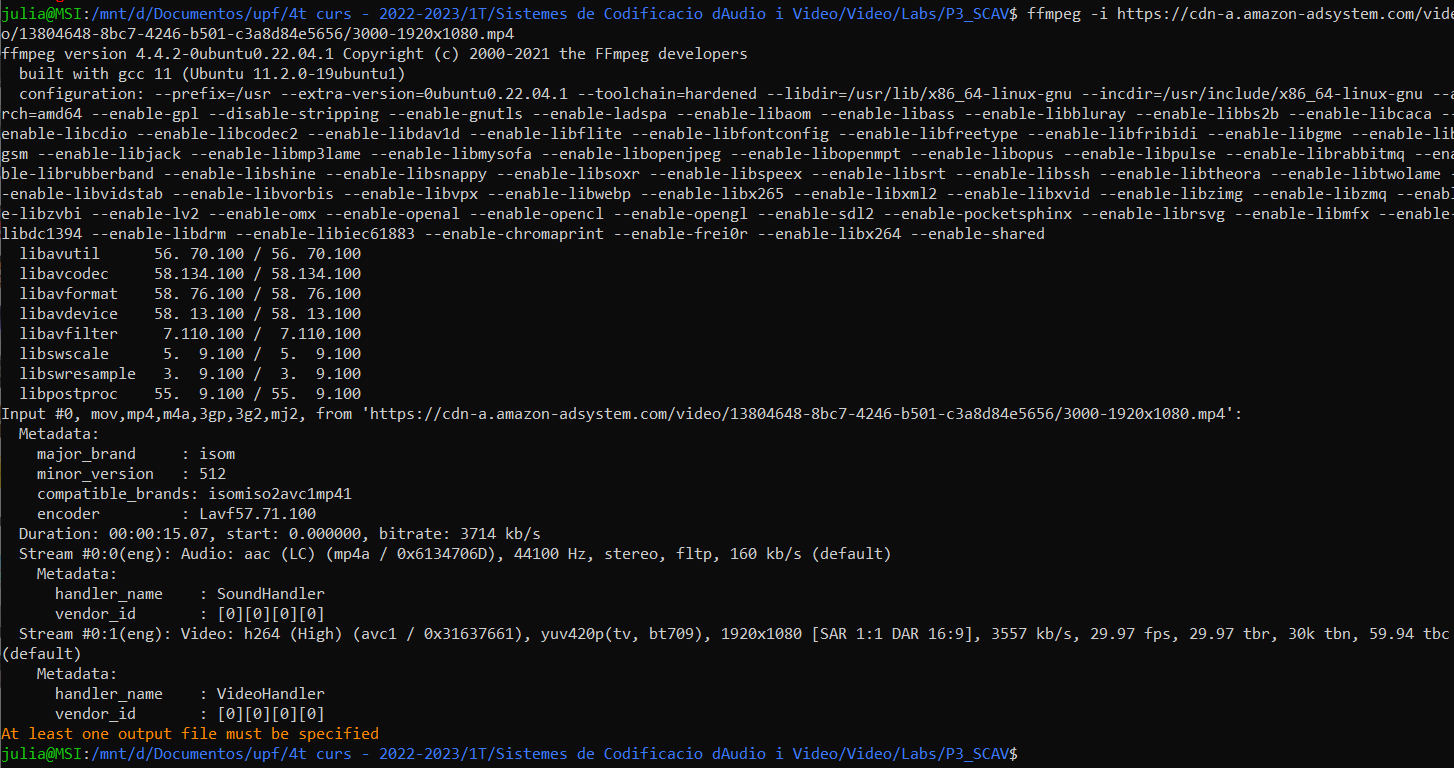 julia@MSI:/mnt/d/Documentos/upf/4t curs - 2022-2023/1T/Sistemes de Codificacio dAudio i Video/Video/Labs/P3_SCAV$ ffmpeg -i https://cdn-a.amazon-adsystem.com/vide
o/13804648-8bc7-4246-b501-c3a8d84e5656/3000-1920x1080.mp4
ffmpeg version 4.4.2-0ubuntu0.22.04.1 Copyright (c) 2000-2021 the FFmpeg developers
  built with gcc 11 (Ubuntu 11.2.0-19ubuntu1)
  configuration: --prefix=/usr --extra-version=0ubuntu0.22.04.1 --toolchain=hardened --libdir=/usr/lib/x86_64-linux-gnu --incdir=/usr/include/x86_64-linux-gnu --a
rch=amd64 --enable-gpl --disable-stripping --enable-gnutls --enable-ladspa --enable-libaom --enable-libass --enable-libbluray --enable-libbs2b --enable-libcaca --
enable-libcdio --enable-libcodec2 --enable-libdav1d --enable-libflite --enable-libfontconfig --enable-libfreetype --enable-libfribidi --enable-libgme --enable-lib
gsm --enable-libjack --enable-libmp3lame --enable-libmysofa --enable-libopenjpeg --enable-libopenmpt --enable-libopus --enable-libpulse --enable-librabbitmq --ena
ble-librubberband --enable-libshine --enable-libsnappy --enable-libsoxr --enable-libspeex --enable-libsrt --enable-libssh --enable-libtheora --enable-libtwolame -
-enable-libvidstab --enable-libvorbis --enable-libvpx --enable-libwebp --enable-libx265 --enable-libxml2 --enable-libxvid --enable-libzimg --enable-libzmq --enabl
e-libzvbi --enable-lv2 --enable-omx --enable-openal --enable-opencl --enable-opengl --enable-sdl2 --enable-pocketsphinx --enable-librsvg --enable-libmfx --enable-
libdc1394 --enable-libdrm --enable-libiec61883 --enable-chromaprint --enable-frei0r --enable-libx264 --enable-shared
  libavutil      56. 70.100 / 56. 70.100
  libavcodec     58.134.100 / 58.134.100
  libavformat    58. 76.100 / 58. 76.100
  libavdevice    58. 13.100 / 58. 13.100
  libavfilter     7.110.100 /  7.110.100
  libswscale      5.  9.100 /  5.  9.100
  libswresample   3.  9.100 /  3.  9.100
  libpostproc    55.  9.100 / 55.  9.100
Input #0, mov,mp4,m4a,3gp,3g2,mj2, from 'https://cdn-a.amazon-adsystem.com/video/13804648-8bc7-4246-b501-c3a8d84e5656/3000-1920x1080.mp4':
  Metadata:
    major_brand     : isom
    minor_version   : 512
    compatible_brands: isomiso2avc1mp41
    encoder         : Lavf57.71.100
  Duration: 00:00:15.07, start: 0.000000, bitrate: 3714 kb/s
  Stream #0:0(eng): Audio: aac (LC) (mp4a / 0x6134706D), 44100 Hz, stereo, fltp, 160 kb/s (default)
    Metadata:
      handler_name    : SoundHandler
      vendor_id       : [0][0][0][0]
  Stream #0:1(eng): Video: h264 (High) (avc1 / 0x31637661), yuv420p(tv, bt709), 1920x1080 [SAR 1:1 DAR 16:9], 3557 kb/s, 29.97 fps, 29.97 tbr, 30k tbn, 59.94 tbc
(default)
    Metadata:
      handler_name    : VideoHandler
      vendor_id       : [0][0][0][0]
At least one output file must be specified
julia@MSI:/mnt/d/Documentos/upf/4t curs - 2022-2023/1T/Sistemes de Codificacio dAudio i Video/Video/Labs/P3_SCAV$